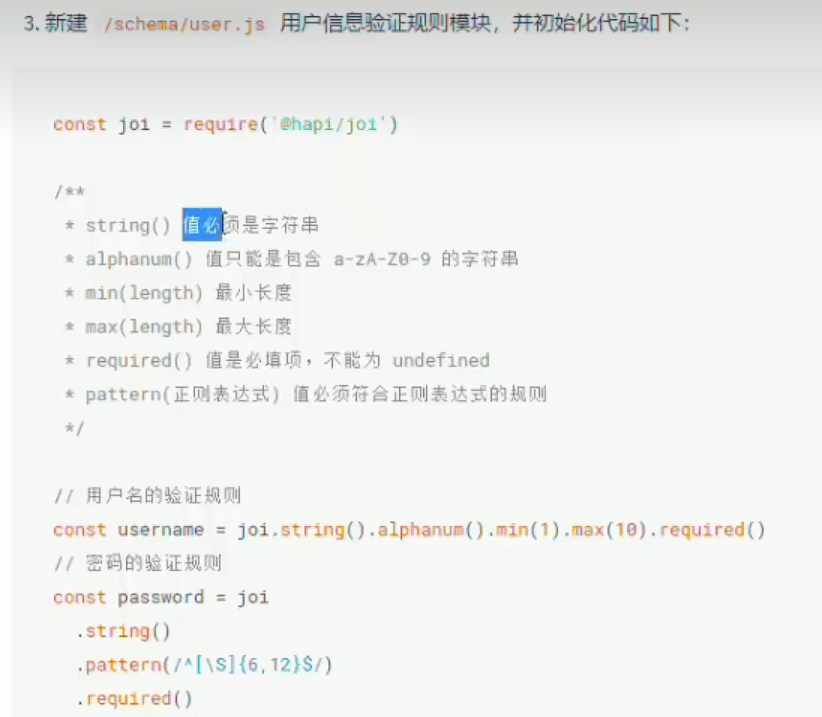 3. 新建 /schema/user.js 用户信息验证规则模块，并初始化代码如下：
const joi = require('@hapi/joi')
/**
 * string() 值必须是字符串
 * alphanum() 值只能是包含 a-zA-Z0-9 的字符串
 * min(length) 最小长度
 * max(length) 最大长度
 * required() 值是必填项，不能为 undefined
 * pattern(正则表达式) 值必须符合正则表达式的规则
 */
// 用户名的验证规则
const username = joi.string().alphanum().min(1).max(10).required()
// 密码的验证规则
const password = joi
  .string()
  .pattern(/^[\S]{6,12}$/)
  .required()